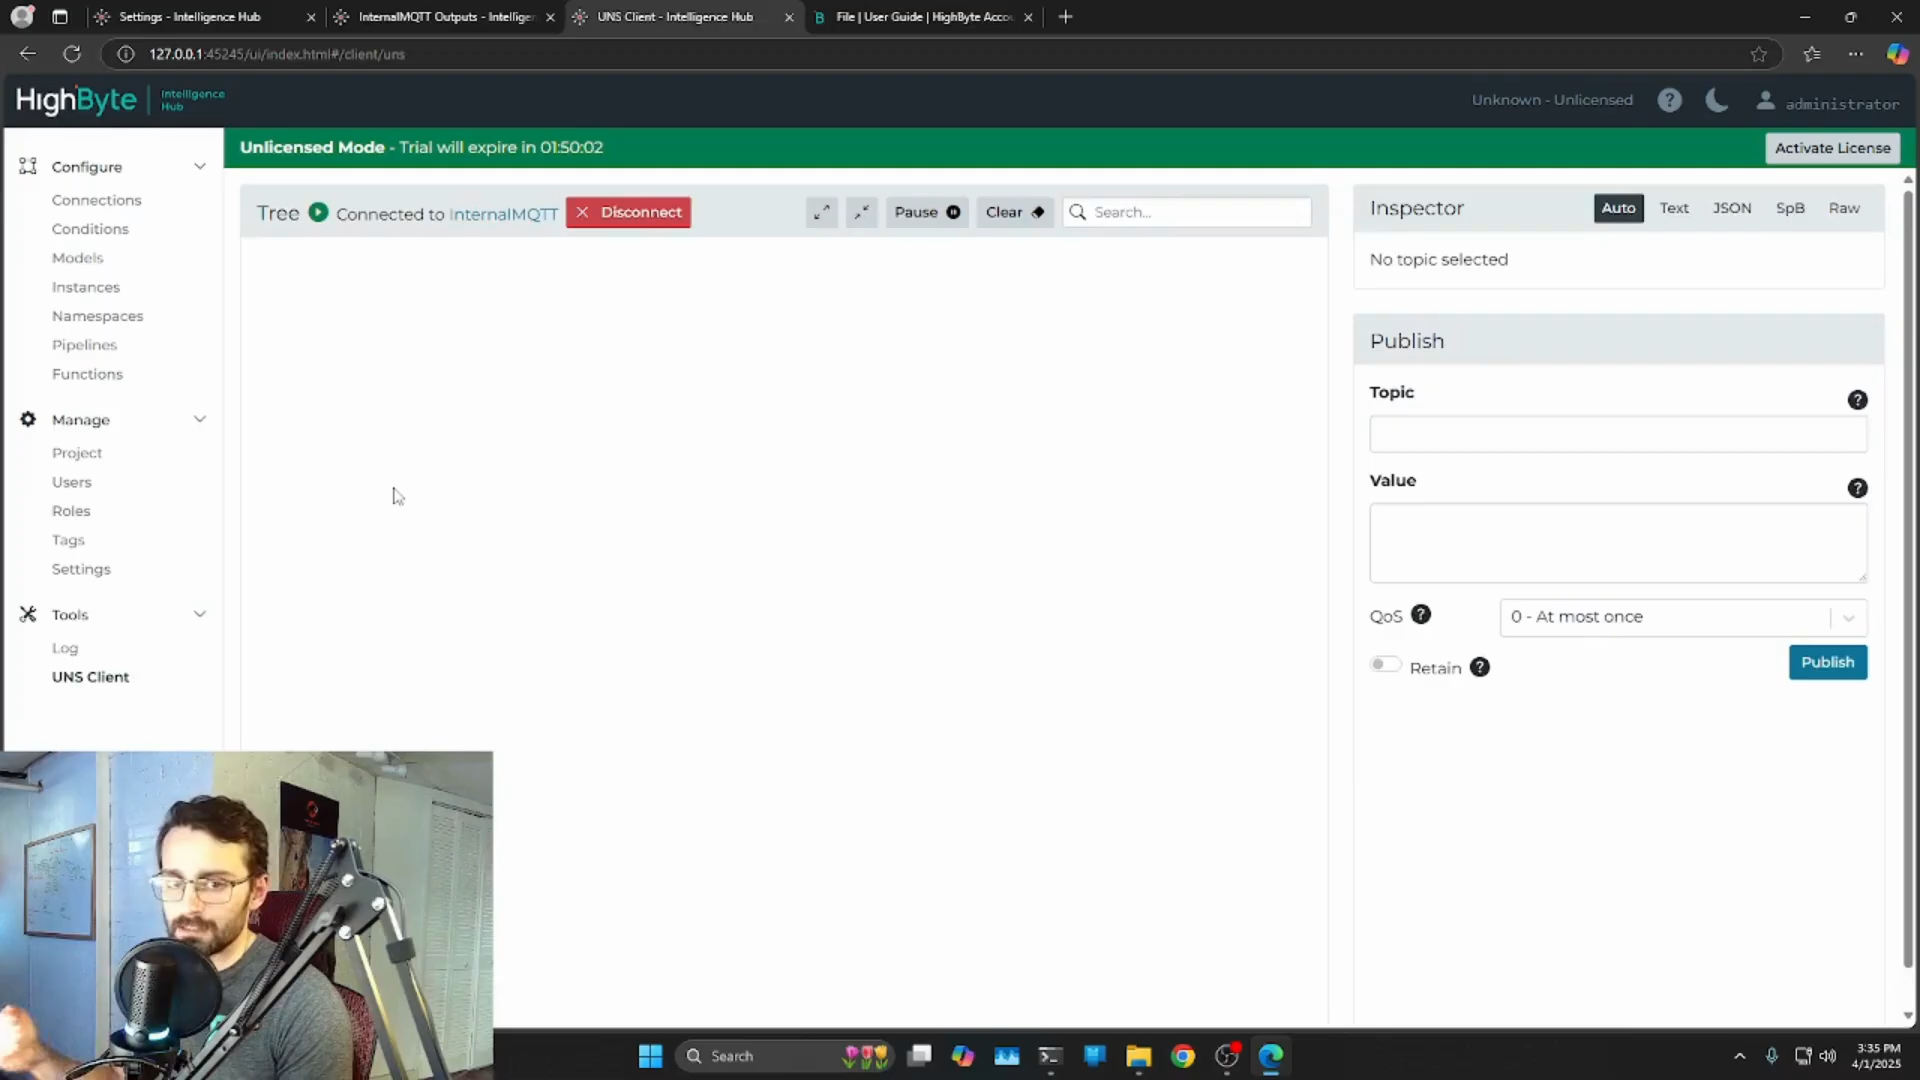 Settings - Intelligence Hub
InternalMQTT Outputs - Intelligen
UNS Client - Intelligence Hub
File | User Guide | HighByte Acco
127.0.0.1:45245/ui/index.html#/client/uns
HighByte
Intelligence
Hub
Unknown - Unlicensed
administrator
Unlicensed Mode - Trial will expire in 01:50:02
Activate License
Configure
Connections
Conditions
Models
Instances
Namespaces
Pipelines
Functions
Manage
Project
Users
Roles
Tags
Settings
Tools
Log
UNS Client
Tree
Connected to InternalMQTT
Disconnect
Pause
Clear
Search...
Inspector
Auto
Text
JSON
SpB
Raw
No topic selected
Publish
Topic
Value
QoS
0 - At most once
Retain
Publish
Search
3:35 PM
4/1/2025